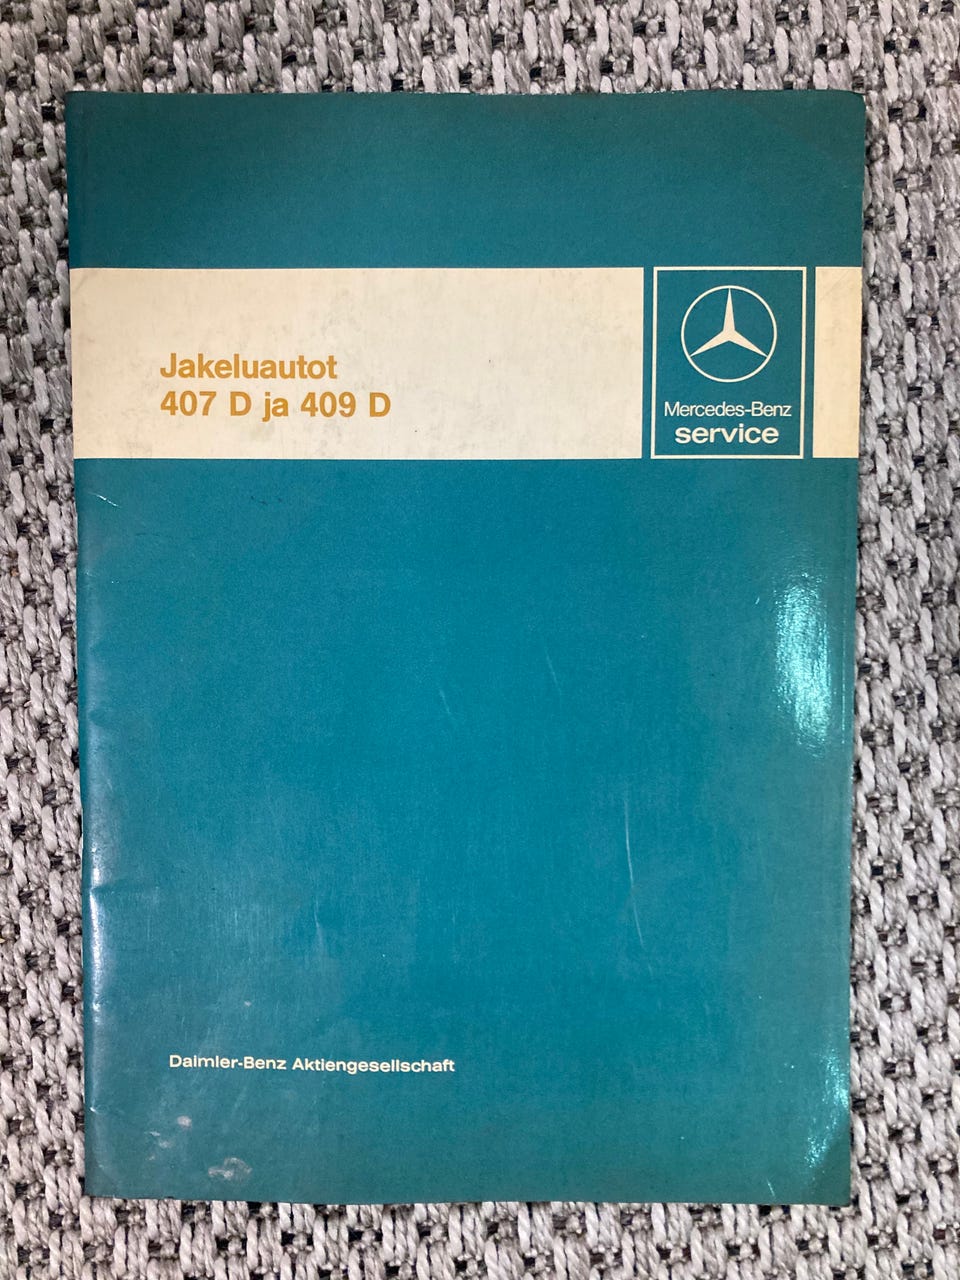 Jakeluautot
407 D ja 409 D
Mercedes-Benz
service
Daimler-Benz Aktiengesellschaft